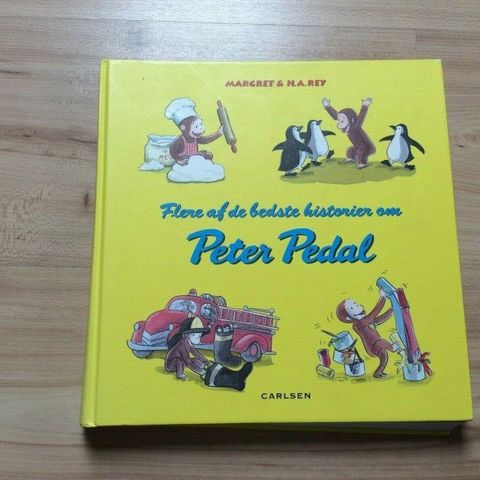 MARGRET & H.A.REY
Flere af de bedste historier om
Peter Pedal
CARLSEN